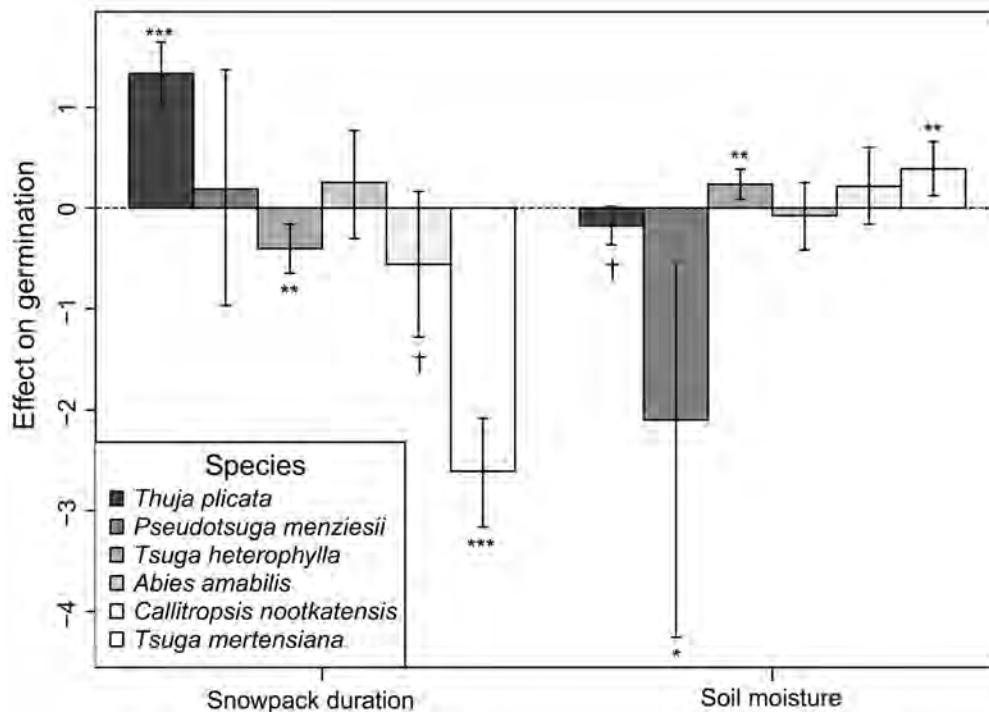 Effect on germination
1
0
−1
−2
−3
−4
***
**
†
***
†
*
**
**
Species
Thuja plicata
Pseudotsuga menziesii
Tsuga heterophylla
Abies amabilis
Callitropsis nootkatensis
Tsuga mertensiana
Snowpack duration
Soil moisture